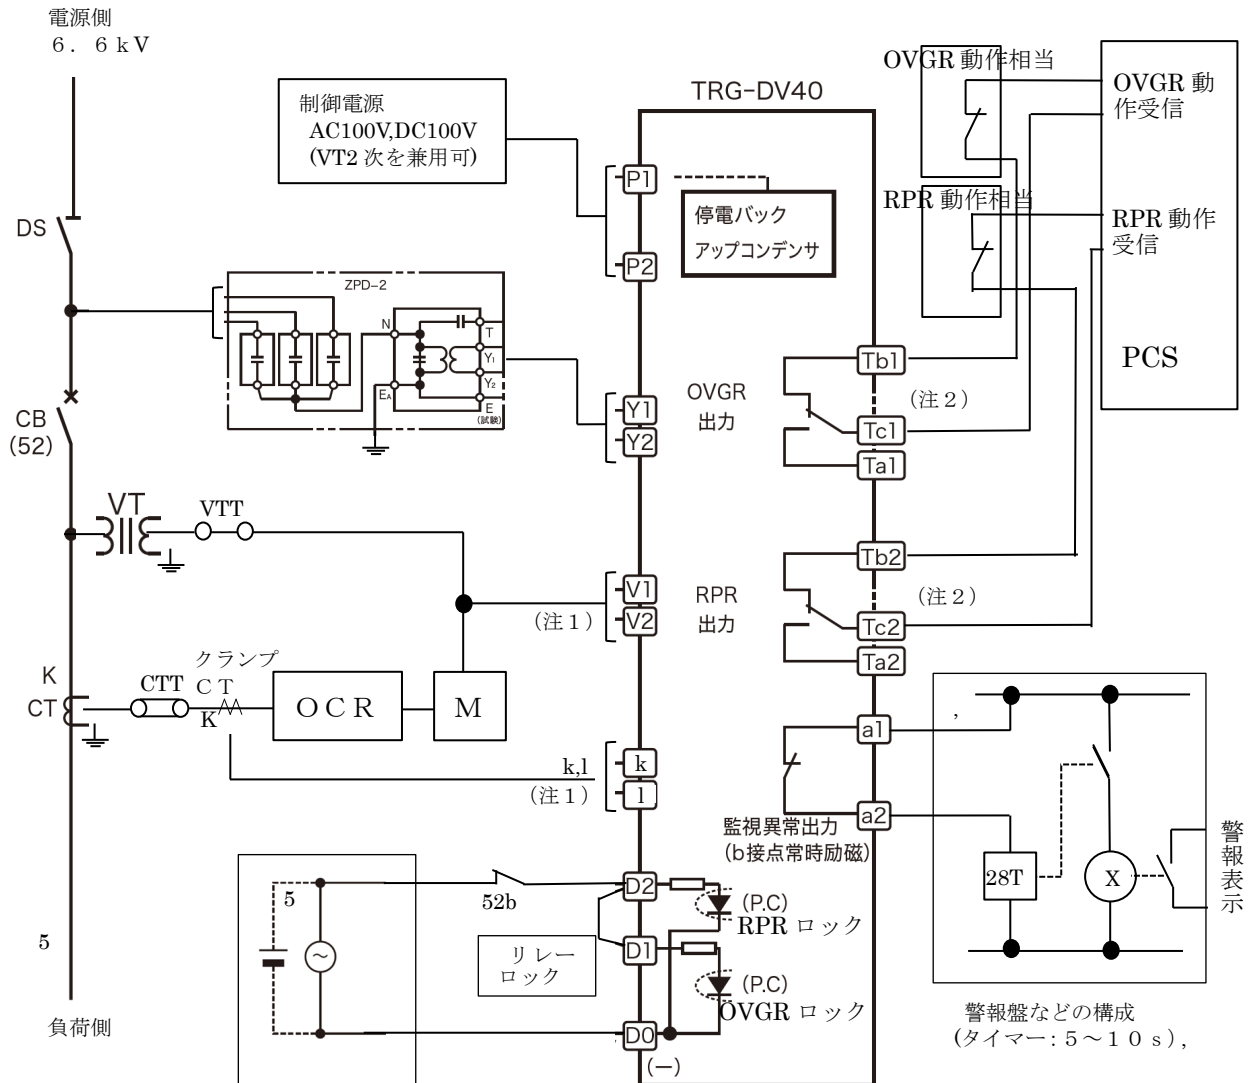 電源側
６．６ｋV
制御電源
AC100V,DC100V
(VT2 次を兼用可)
TRG-DV40
OVGR 動作相当
OVGR 動
作受信
RPR 動作相当
RPR 動作
受信
PCS
P1
P2
停電バック
アップコンデンサ
DS
ZPD-2
N
T
Y1
Y2
EA
E
(試験)
CB
(52)
Y1
Y2
OVGR
出力
Tb1
(注２)
Tc1
Ta1
VT
VTT
V1
V2
(注１)
RPR
出力
Tb2
(注２)
Tc2
Ta2
K
CT
CTT
クランプ
ＣＴ
K
ＯＣＲ
M
k,l
(注１)
k
l
a1
a2
監視異常出力
(b接点常時励磁)
,
28T
X
警報表示
5
5
52b
リレー
ロック
D2
D1
D0
(P.C)
RPR ロック
(P.C)
OVGR ロック
(−)
負荷側
警報盤などの構成
(タイマー：５～１０ｓ)，